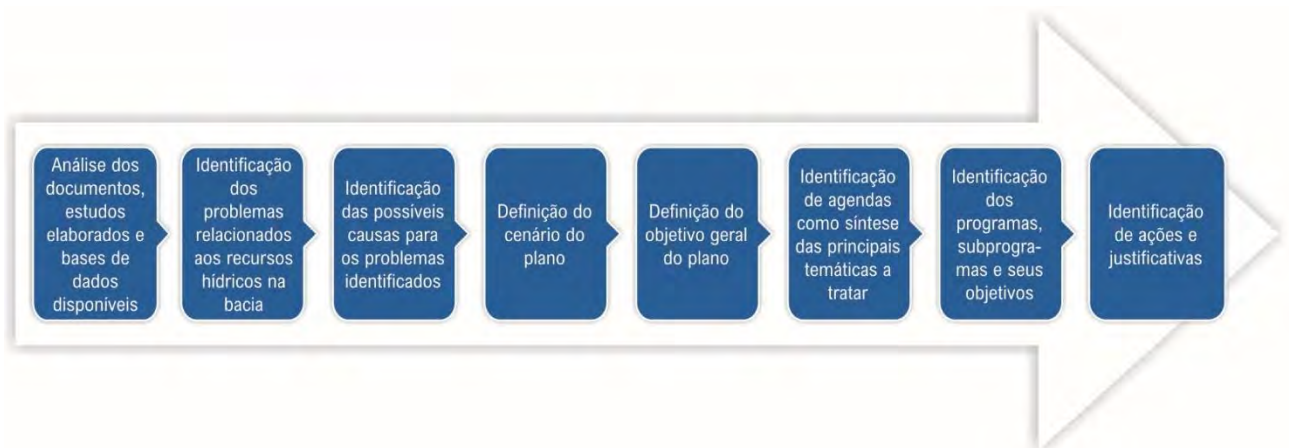 Análise dos
documentos,
estudos
elaborados e
bases de
dados
disponíveis
Identificação
dos
problemas
relacionados
aos recursos
hídricos na
bacia
Identificação
das possíveis
causas para
os problemas
identificados
Definição do
cenário do
plano
Definição do
objetivo geral
do plano
Identificação
de agendas
como síntese
das principais
temáticas a
tratar
Identificação
dos
programas,
subprogra-
mas e seus
objetivos
Identificação
de ações e
justificativas